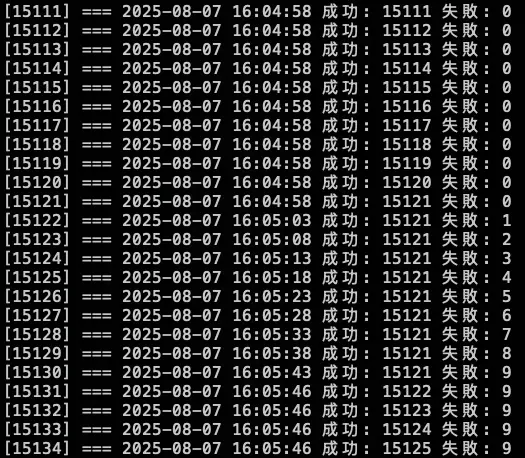 [15111] === 2025-08-07 16:04:58 成功: 15111 失敗: 0
[15112] === 2025-08-07 16:04:58 成功: 15112 失敗: 0
[15113] === 2025-08-07 16:04:58 成功: 15113 失敗: 0
[15114] === 2025-08-07 16:04:58 成功: 15114 失敗: 0
[15115] === 2025-08-07 16:04:58 成功: 15115 失敗: 0
[15116] === 2025-08-07 16:04:58 成功: 15116 失敗: 0
[15117] === 2025-08-07 16:04:58 成功: 15117 失敗: 0
[15118] === 2025-08-07 16:04:58 成功: 15118 失敗: 0
[15119] === 2025-08-07 16:04:58 成功: 15119 失敗: 0
[15120] === 2025-08-07 16:04:58 成功: 15120 失敗: 0
[15121] === 2025-08-07 16:04:58 成功: 15121 失敗: 0
[15122] === 2025-08-07 16:05:03 成功: 15121 失敗: 1
[15123] === 2025-08-07 16:05:08 成功: 15121 失敗: 2
[15124] === 2025-08-07 16:05:13 成功: 15121 失敗: 3
[15125] === 2025-08-07 16:05:18 成功: 15121 失敗: 4
[15126] === 2025-08-07 16:05:23 成功: 15121 失敗: 5
[15127] === 2025-08-07 16:05:28 成功: 15121 失敗: 6
[15128] === 2025-08-07 16:05:33 成功: 15121 失敗: 7
[15129] === 2025-08-07 16:05:38 成功: 15121 失敗: 8
[15130] === 2025-08-07 16:05:43 成功: 15121 失敗: 9
[15131] === 2025-08-07 16:05:46 成功: 15122 失敗: 9
[15132] === 2025-08-07 16:05:46 成功: 15123 失敗: 9
[15133] === 2025-08-07 16:05:46 成功: 15124 失敗: 9
[15134] === 2025-08-07 16:05:46 成功: 15125 失敗: 9